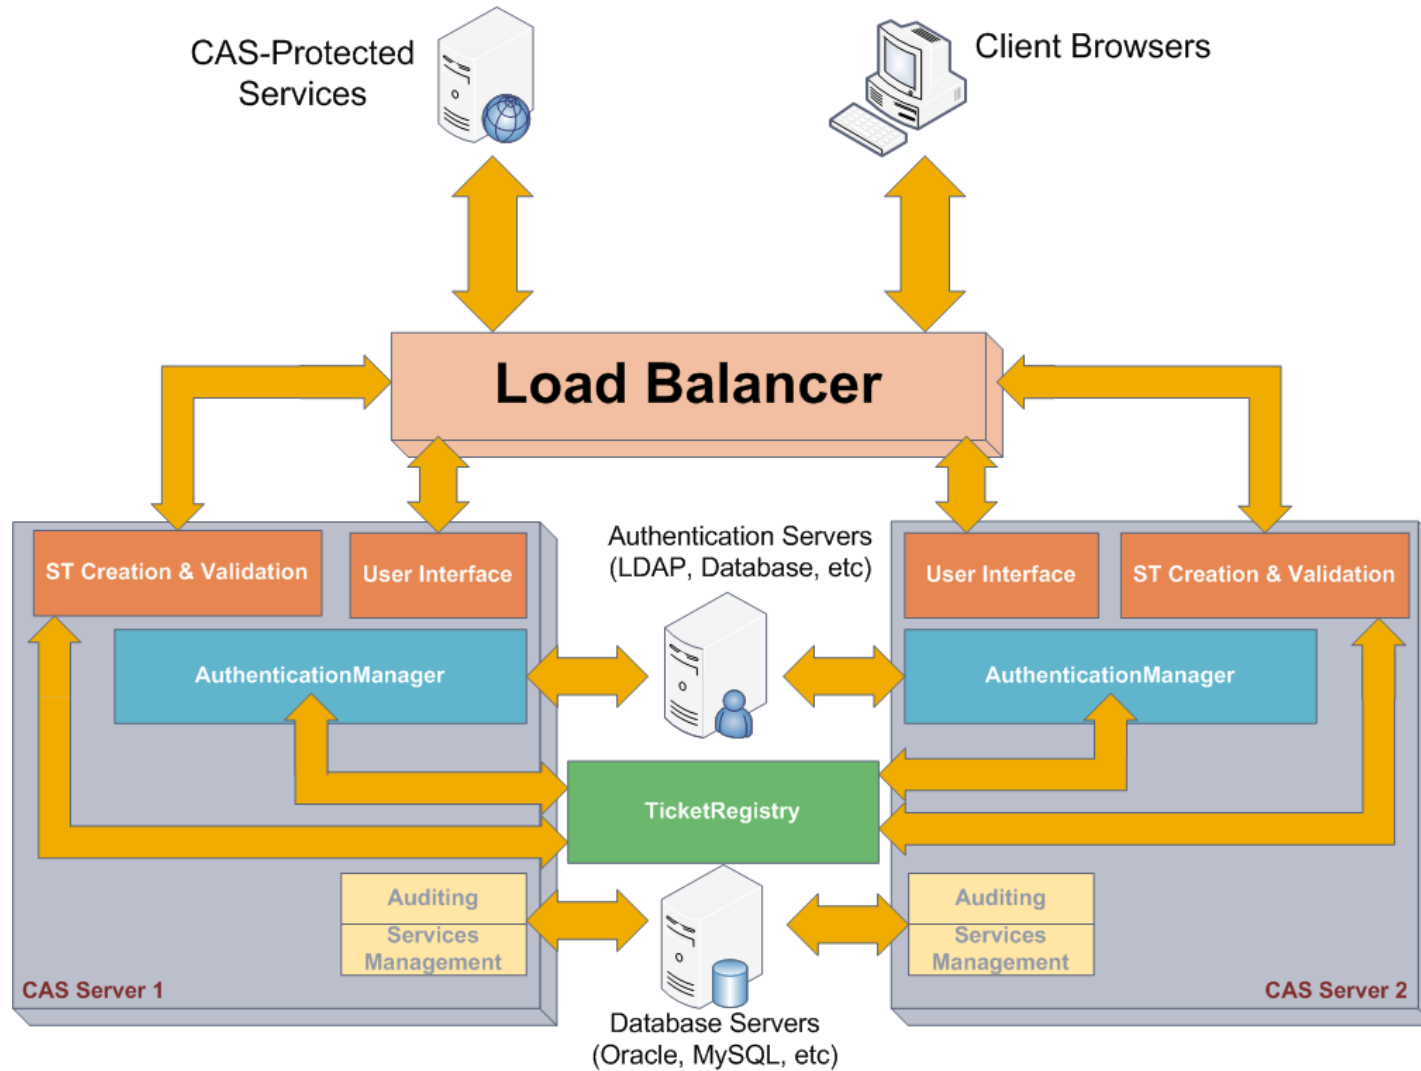 CAS-Protected
Services
Client Browsers
Load Balancer
ST Creation & Validation
User Interface
Authentication Servers
(LDAP, Database, etc)
User Interface
ST Creation & Validation
AuthenticationManager
AuthenticationManager
TicketRegistry
Auditing
Services
Management
Auditing
Services
Management
CAS Server 1
CAS Server 2
Database Servers
(Oracle, MySQL, etc)